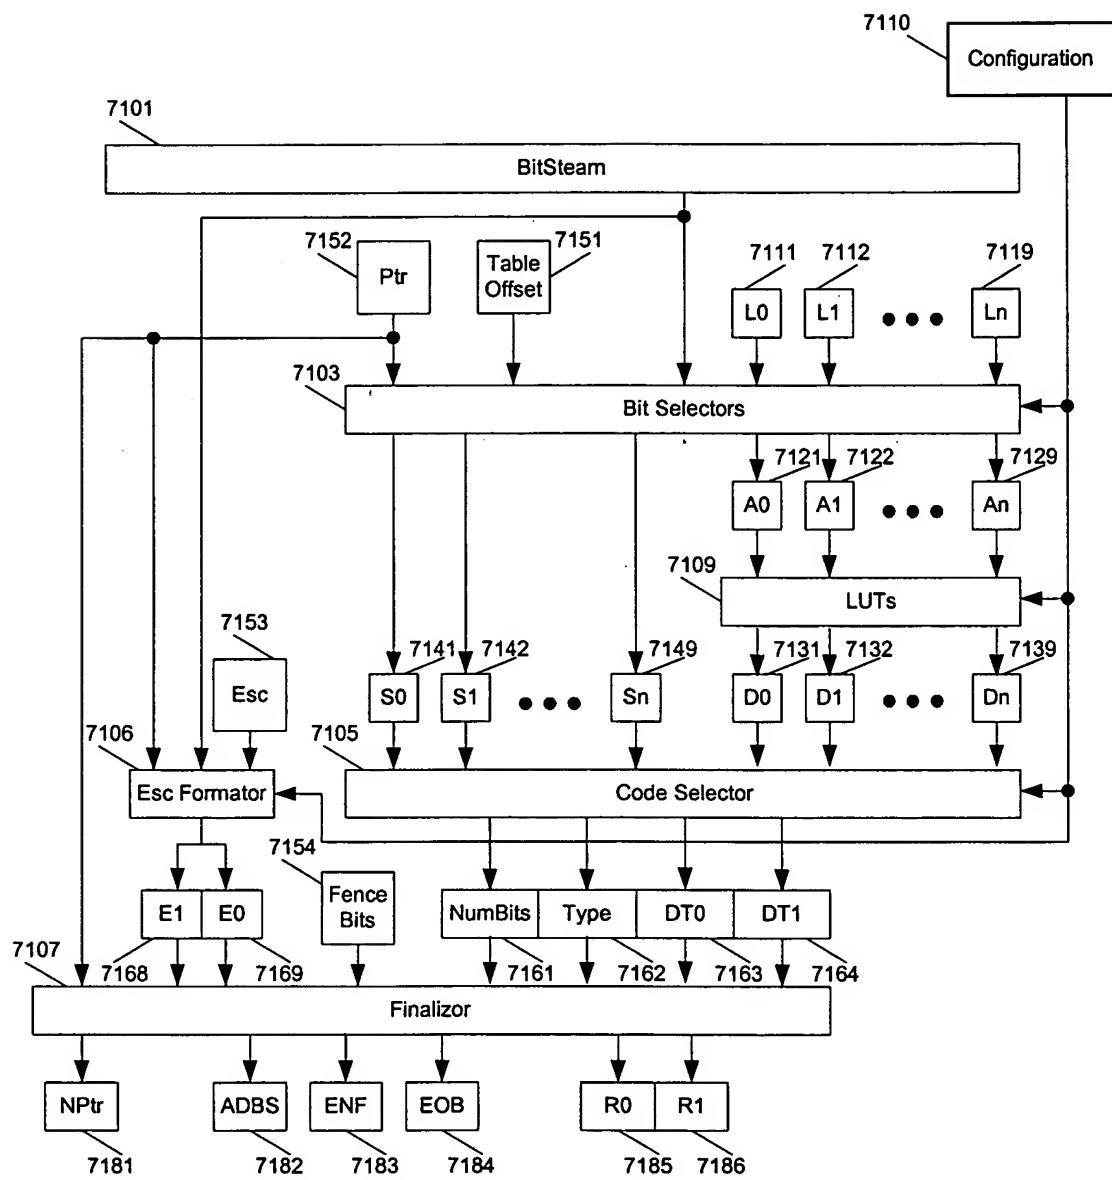 7110
Configuration
7101
BitSteam
7152
Ptr
7151
Table
Offset
7111
L0
7112
L1
7119
Ln
7103
Bit Selectors
7121
A0
7122
A1
7129
An
7109
LUTs
7153
Esc
7141
S0
7142
S1
7149
Sn
7131
D0
7132
D1
7139
Dn
7106
Esc Formator
7105
Code Selector
7154
Fence
Bits
E1
E0
NumBits
Type
DT0
DT1
7168
7169
7161
7162
7163
7164
7107
Finalizor
NPtr
ADBS
ENF
EOB
R0
R1
7181
7182
7183
7184
7185
7186